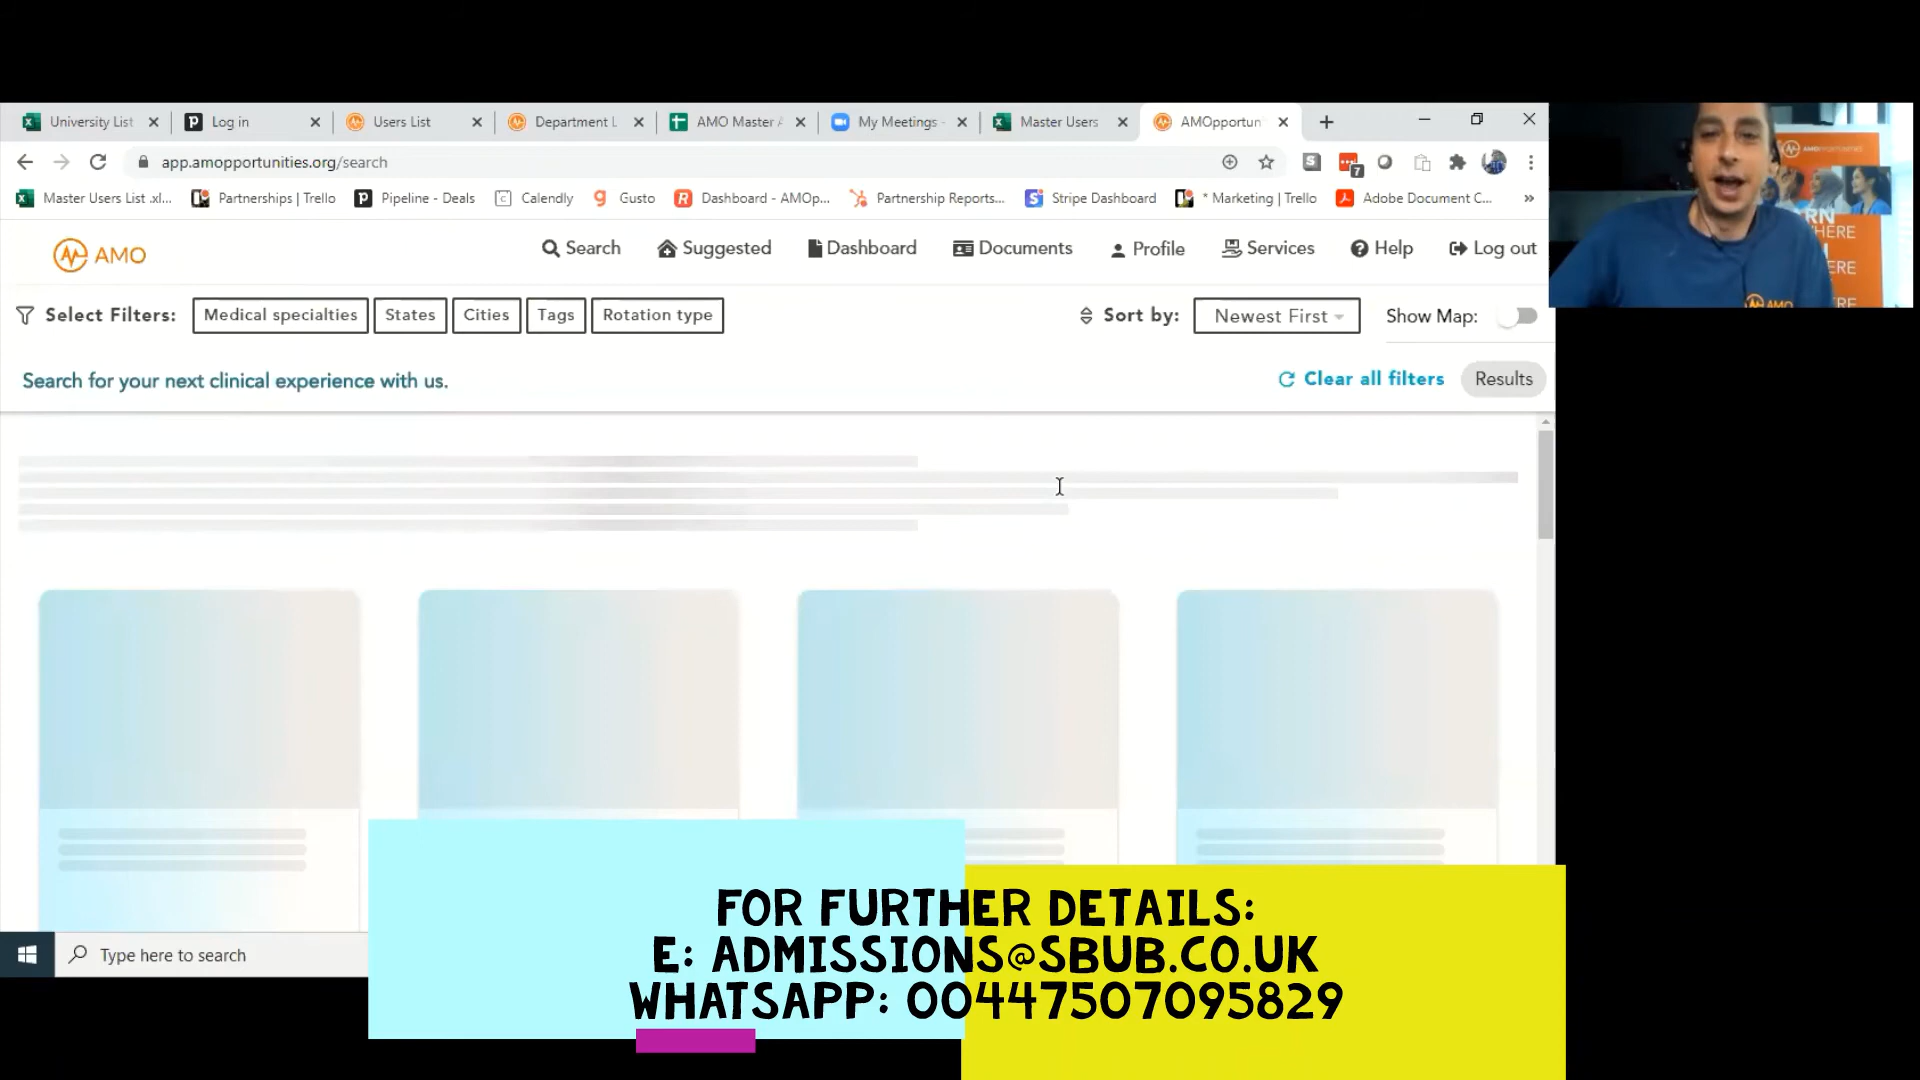 University List
Log in
Users List
Department L
AMO Master A
My Meetings -
Master Users
AMOpportun
app.amopportunities.org/search
7
Master Users List .xl...
Partnerships | Trello
Pipeline - Deals
Calendly
Gusto
Dashboard - AMOp...
Partnership Reports...
Stripe Dashboard
* Marketing | Trello
Adobe Document C...
»
AMO
Search
Suggested
Dashboard
Documents
Profile
Services
Help
Log out
Select Filters:
Medical specialties
States
Cities
Tags
Rotation type
Sort by:
Newest First
Show Map:
Search for your next clinical experience with us.
Clear all filters
Results
Type here to search
FOR FURTHER DETAILS:
E: ADMISSIONS@SBUB.CO.UK
WHATSAPP: 00447507095829